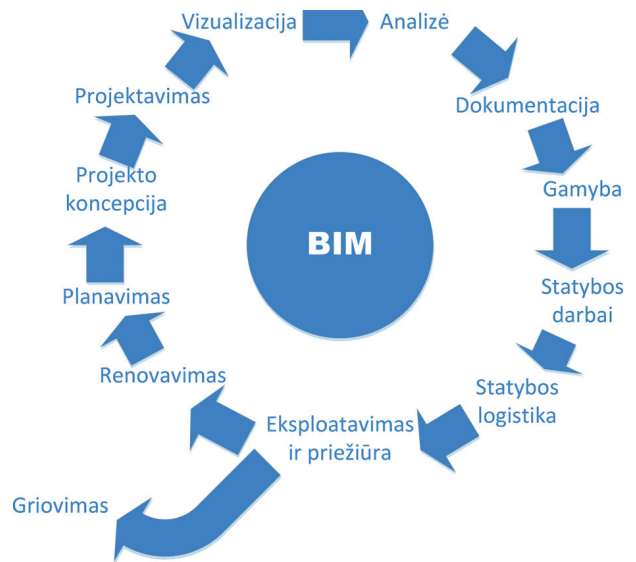 Vizualizacija
Analizė
Dokumentacija
Gamyba
Statybos
darbai
Statybos
logistika
Eksploatavimas
ir priežiūra
Griovimas
Renovavimas
Planavimas
Projekto
koncepcija
Projektavimas
BIM